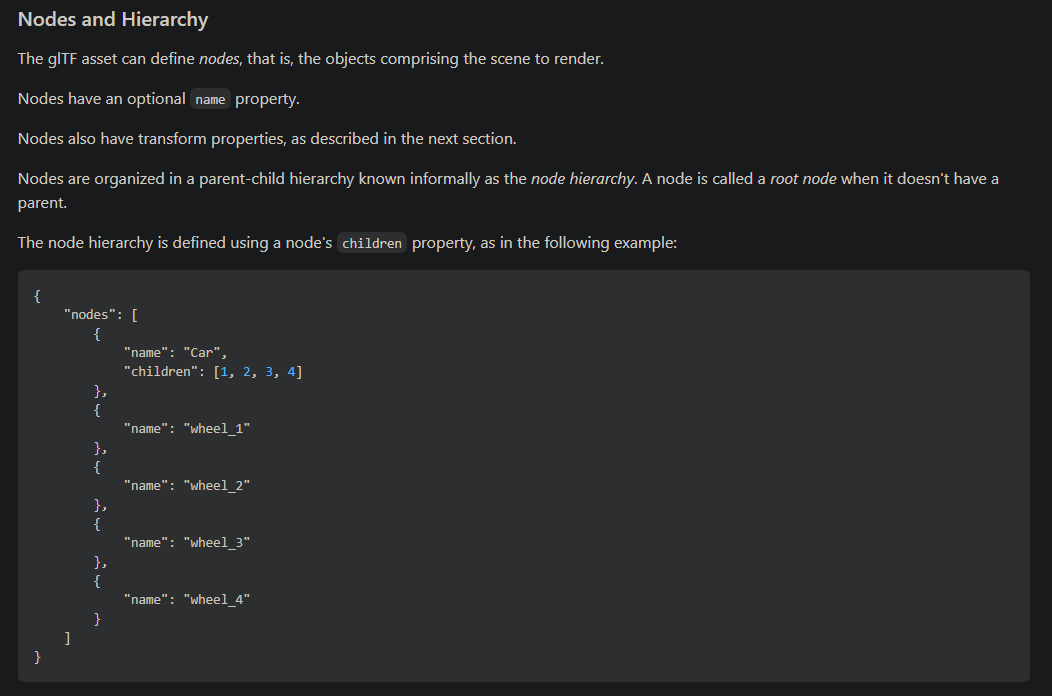 Nodes and Hierarchy
The glTF asset can define nodes, that is, the objects comprising the scene to render.
Nodes have an optional name property.
Nodes also have transform properties, as described in the next section.
Nodes are organized in a parent-child hierarchy known informally as the node hierarchy. A node is called a root node when it doesn't have a
parent.
The node hierarchy is defined using a node's children property, as in the following example:
{
    "nodes": [
        {
            "name": "Car",
            "children": [1, 2, 3, 4]
        },
        {
            "name": "wheel_1"
        },
        {
            "name": "wheel_2"
        },
        {
            "name": "wheel_3"
        },
        {
            "name": "wheel_4"
        }
    ]
}